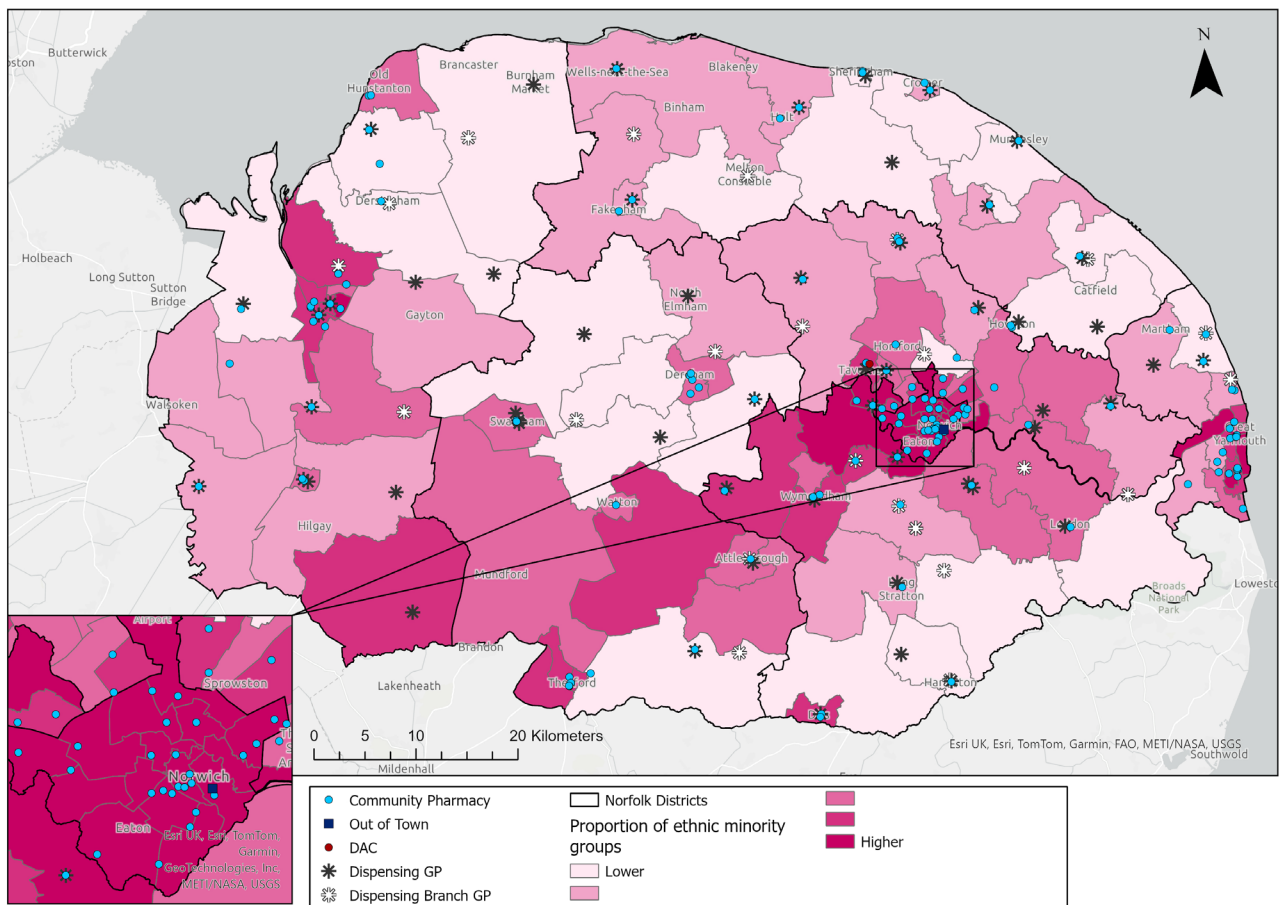 Butterwick
oston
N
Old
Hunstanton
Brancaster
Burnham
Market
Wells-next-the-Sea
Blakeney
Sheringham
Cromer
Binham
Holt
Mundesley
Melton
Constable
Dersingham
Fakenham
Holbeach
Long Sutton
Sutton
Bridge
Catfield
Gayton
North
Elmham
Hoveton
Martham
Horsford
Taverham
Dereham
Walsoken
Swaffham
Norwich
Eaton
Great
Yarmouth
Wymondham
Watton
Hilgay
Loddon
Attleborough
Mundford
Long
Stratton
Broads
National
Park
Lowestoft
Brandon
Lakenheath
Thetford
Harleston
Diss
0 5 10 20 Kilometers
Mildenhall
Esri UK, Esri, TomTom, Garmin, FAO, METI/NASA, USGS
Southwold
Airport
Sprowston
Norwich
Eaton
Esri UK, Esri, TomTom,
Garmin,
GeoTechnologies, Inc,
METI/NASA, USGS
Community Pharmacy
Out of Town
DAC
Dispensing GP
Dispensing Branch GP
Norfolk Districts
Proportion of ethnic minority
groups
Lower
Higher